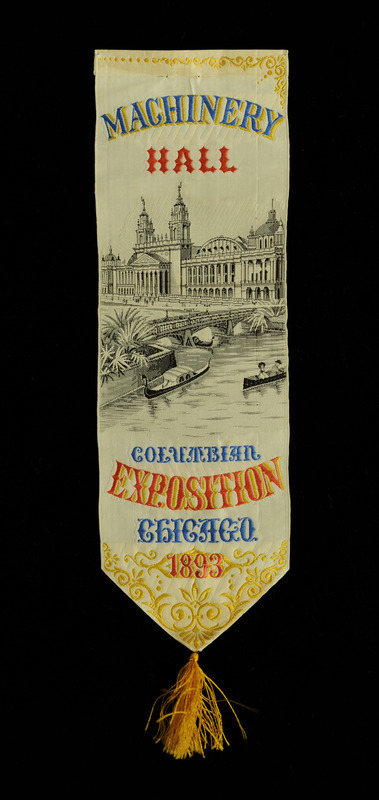 MACHINERY
HALL
COLUMBIAN
EXPOSITION
CHICAGO.
1893